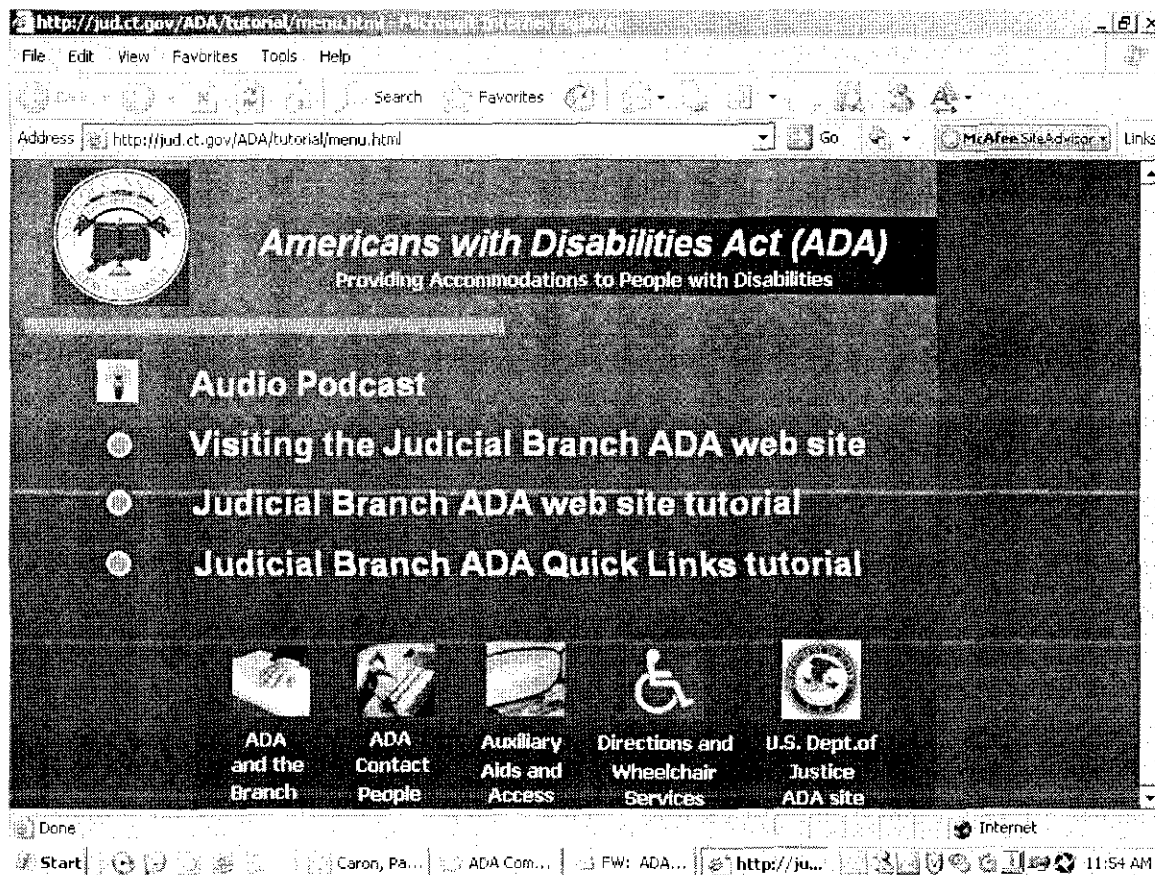 http://jud.ct.gov/ADA/tutorial/menu.html - Microsoft Internet Explorer
File Edit View Favorites Tools Help
Search Favorites
Address http://jud.ct.gov/ADA/tutorial/menu.html Go McAfee SiteAdvisor Links
Americans with Disabilities Act (ADA)
Providing Accommodations to People with Disabilities
Audio Podcast
Visiting the Judicial Branch ADA web site
Judicial Branch ADA web site tutorial
Judicial Branch ADA Quick Links tutorial
ADA ADA Auxiliary Directions and U.S. Dept.of
and the Contact Aids and Wheelchair Justice
Branch People Access Services ADA site
Done Internet
Start Caron, Pa... ADA Com... FW: ADA... http://ju... 11:54 AM